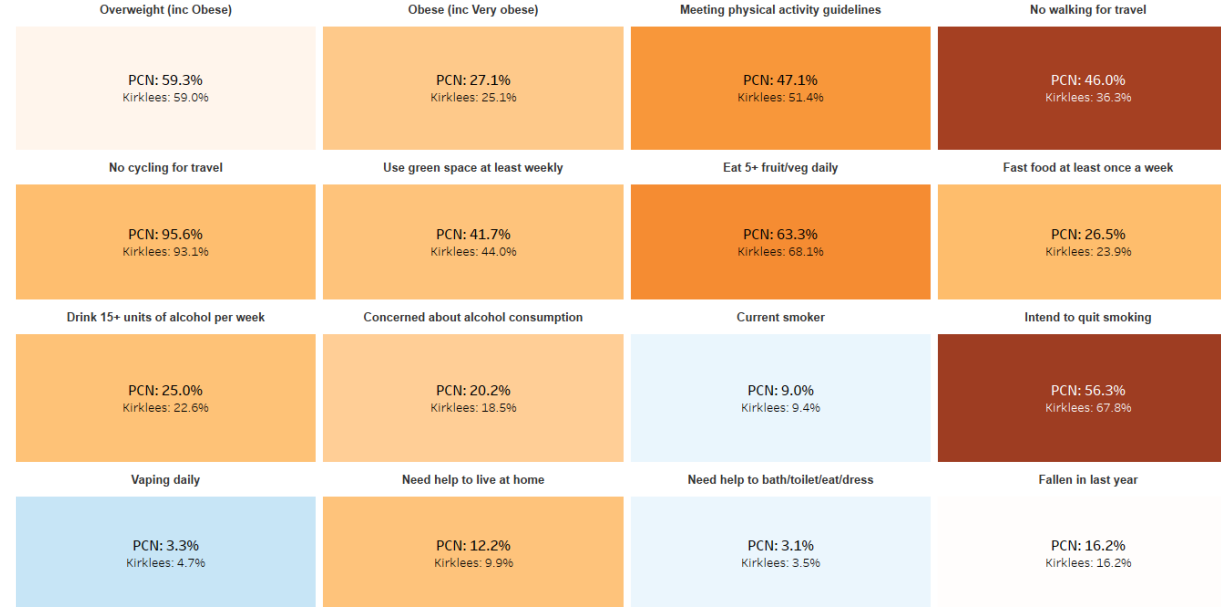 Overweight (inc Obese)
Obese (inc Very obese)
Meeting physical activity guidelines
No walking for travel
PCN: 59.3%
Kirklees: 59.0%
PCN: 27.1%
Kirklees: 25.1%
PCN: 47.1%
Kirklees: 51.4%
PCN: 46.0%
Kirklees: 36.3%
No cycling for travel
Use green space at least weekly
Eat 5+ fruit/veg daily
Fast food at least once a week
PCN: 95.6%
Kirklees: 93.1%
PCN: 41.7%
Kirklees: 44.0%
PCN: 63.3%
Kirklees: 68.1%
PCN: 26.5%
Kirklees: 23.9%
Drink 15+ units of alcohol per week
Concerned about alcohol consumption
Current smoker
Intend to quit smoking
PCN: 25.0%
Kirklees: 22.6%
PCN: 20.2%
Kirklees: 18.5%
PCN: 9.0%
Kirklees: 9.4%
PCN: 56.3%
Kirklees: 67.8%
Vaping daily
Need help to live at home
Need help to bath/toilet/eat/dress
Fallen in last year
PCN: 3.3%
Kirklees: 4.7%
PCN: 12.2%
Kirklees: 9.9%
PCN: 3.1%
Kirklees: 3.5%
PCN: 16.2%
Kirklees: 16.2%